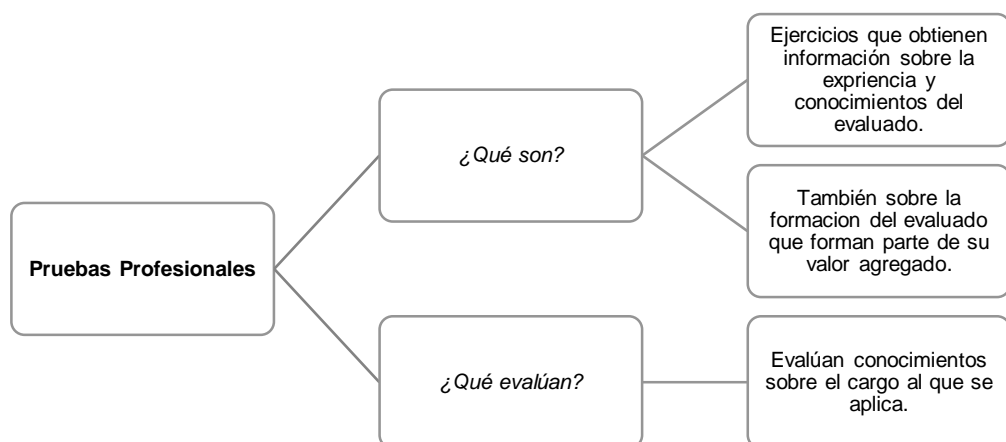 Pruebas Profesionales
¿Qué son?
Ejercicios que obtienen
información sobre la
expriencia y
conocimientos del
evaluado.
También sobre la
formacion del evaluado
que forman parte de su
valor agregado.
¿Qué evalúan?
Evalúan conocimientos
sobre el cargo al que se
aplica.